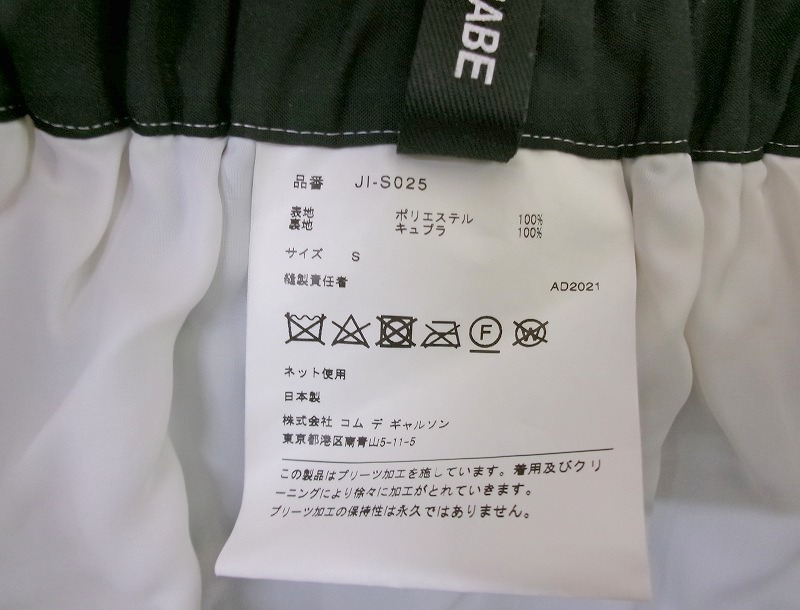 ABE
品番 JI-S025
表地 ポリエステル 100%
裏地 キュプラ 100%
サイズ S
縫製責任者 AD2021
F W
ネット使用
日本製
株式会社 コム デ ギャルソン
東京都港区南青山5-11-5
この製品はプリーツ加工を施しています。着用及びクリ
ーニングにより徐々に加工がとれていきます。
プリーツ加工の保持性は永久ではありません。